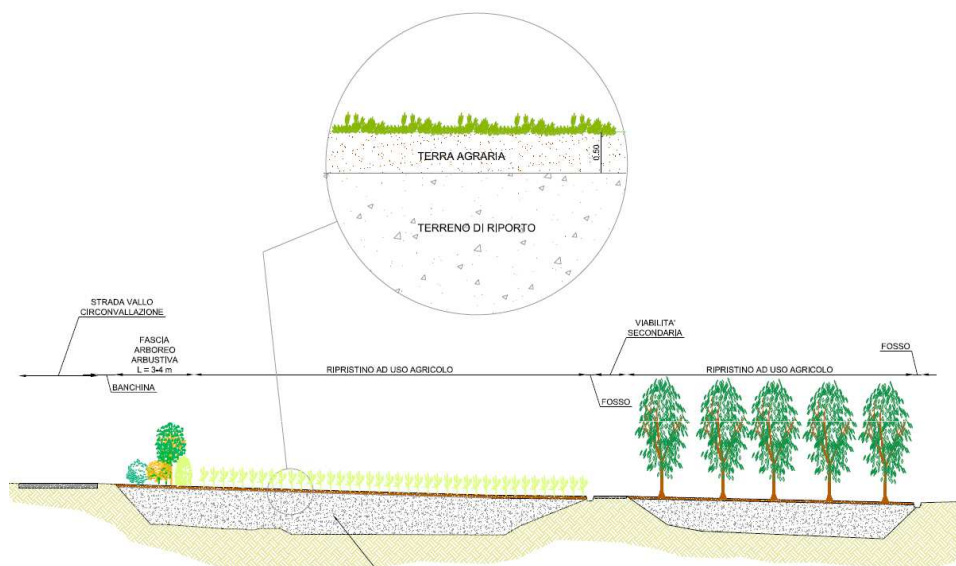 TERRA AGRARIA
0.50
TERRENO DI RIPORTO
STRADA VALLO
CIRCONVALLAZIONE
FASCIA
ARBOREO
ARBUSTIVA
L = 3-4 m
BANCHINA
RIPRISTINO AD USO AGRICOLO
VIABILITA'
SECONDARIA
FOSSO
RIPRISTINO AD USO AGRICOLO
FOSSO